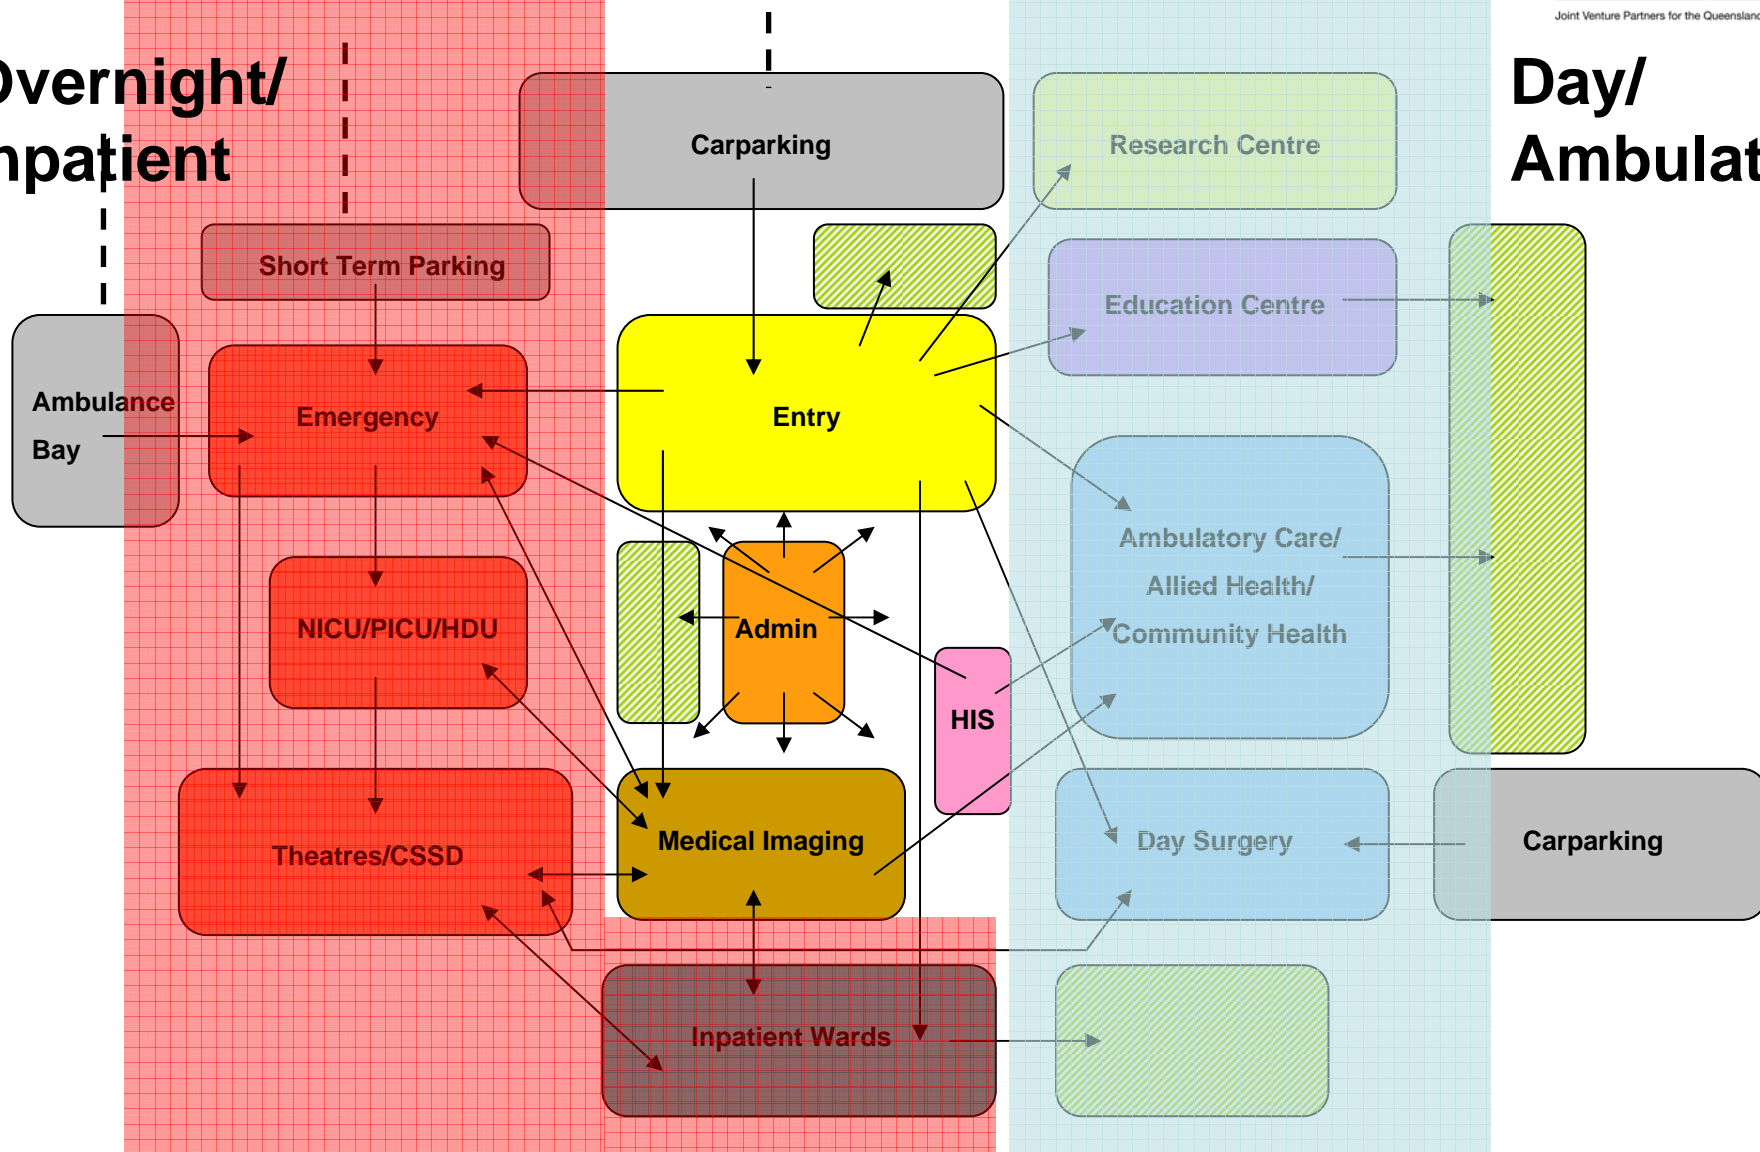 Joint Venture Partners for the Queensland
Overnight/
npatient
Day/
Ambulat
Carparking
Research Centre
Short Term Parking
Education Centre
Ambulance
Bay
Emergency
Entry
Ambulatory Care/
Allied Health/
Community Health
NICU/PICU/HDU
Admin
HIS
Theatres/CSSD
Medical Imaging
Day Surgery
Carparking
Inpatient Wards